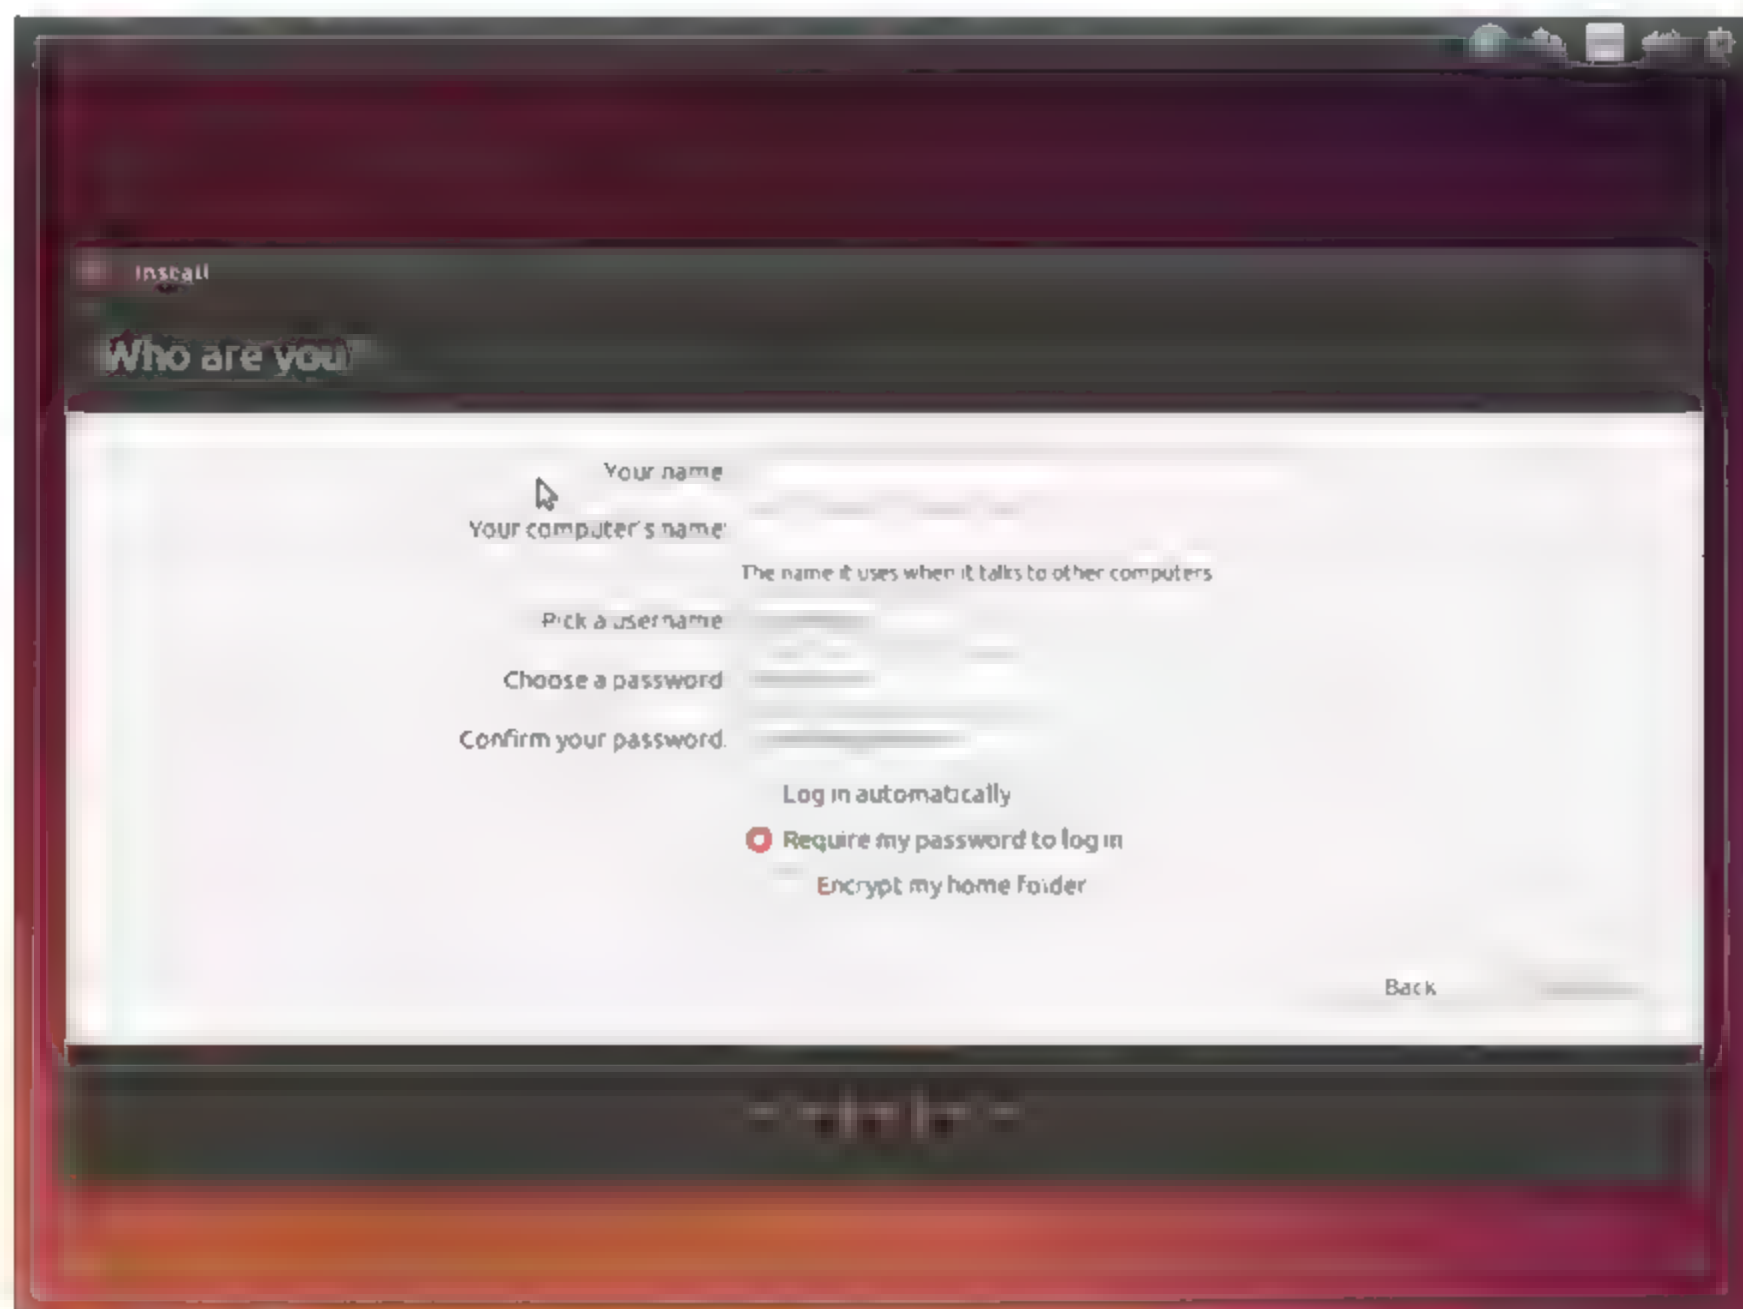 Install
Who are you
Your name
Your computer's name:
The name it uses when it talks to other computers
Pick a username
Choose a password
Confirm your password:
Log in automatically
Require my password to log in
Encrypt my home folder
Back